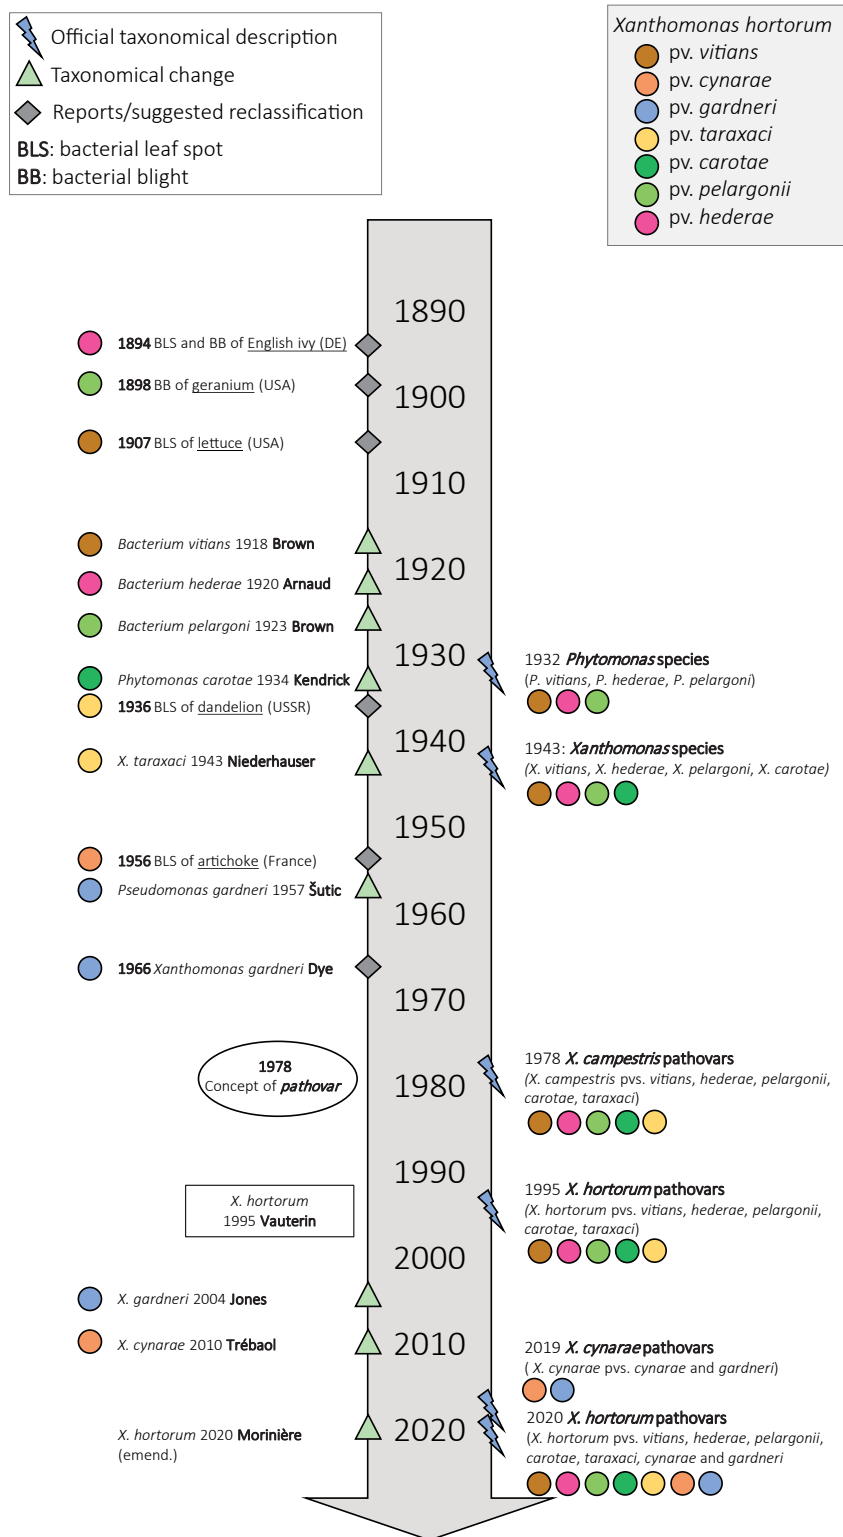 Official taxonomical description
Taxonomical change
Reports/suggested reclassification
BLS: bacterial leaf spot
BB: bacterial blight
Xanthomonas hortorum
pv. vitians
pv. cynarae
pv. gardneri
pv. taraxaci
pv. carotae
pv. pelargonii
pv. hederae
1890
1894 BLS and BB of English ivy (DE)
1898 BB of geranium (USA)
1900
1907 BLS of lettuce (USA)
1910
Bacterium vitians 1918 Brown
1920
Bacterium hederae 1920 Arnaud
Bacterium pelargoni 1923 Brown
1930
1932 Phytomonas species
(P. vitians, P. hederae, P. pelargoni)
Phytomonas carotae 1934 Kendrick
1936 BLS of dandelion (USSR)
1940
1943: Xanthomonas species
(X. vitians, X. hederae, X. pelargoni, X. carotae)
X. taraxaci 1943 Niederhauser
1950
1956 BLS of artichoke (France)
Pseudomonas gardneri 1957 Šutic
1960
1966 Xanthomonas gardneri Dye
1970
1978
Concept of pathovar
1980
1978 X. campestris pathovars
(X. campestris pvs. vitians, hederae, pelargonii,
carotae, taraxaci)
1990
X. hortorum
1995 Vauterin
1995 X. hortorum pathovars
(X. hortorum pvs. vitians, hederae, pelargonii,
carotae, taraxaci)
2000
X. gardneri 2004 Jones
2010
X. cynarae 2010 Trébaol
2019 X. cynarae pathovars
( X. cynarae pvs. cynarae and gardneri)
2020
X. hortorum 2020 Morinière
(emend.)
2020 X. hortorum pathovars
(X. hortorum pvs. vitians, hederae, pelargonii,
carotae, taraxaci, cynarae and gardneri